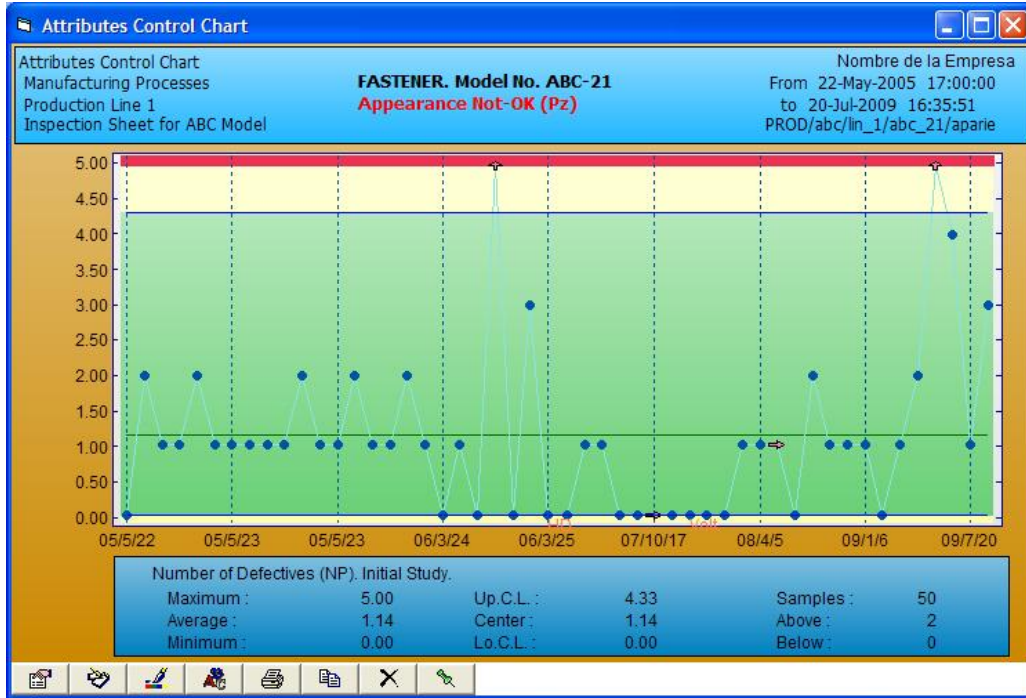 Attributes Control Chart
Attributes Control Chart
Manufacturing Processes
Production Line 1
Inspection Sheet for ABC Model
FASTENER. Model No. ABC-21
Appearance Not-OK (Pz)
Nombre de la Empresa
From 22-May-2005 17:00:00
to 20-Jul-2009 16:35:51
PROD/abc/lin_1/abc_21/aparie
5.00
4.50
4.00
3.50
3.00
2.50
2.00
1.50
1.00
0.50
0.00
Volt
05/5/22 05/5/23 05/5/23 06/3/24 06/3/25 07/10/17 08/4/5 09/1/6 09/7/20
Number of Defectives (NP). Initial Study.
Maximum : 5.00 Up.C.L. : 4.33 Samples : 50
Average : 1.14 Center : 1.14 Above : 2
Minimum : 0.00 Lo.C.L. : 0.00 Below : 0